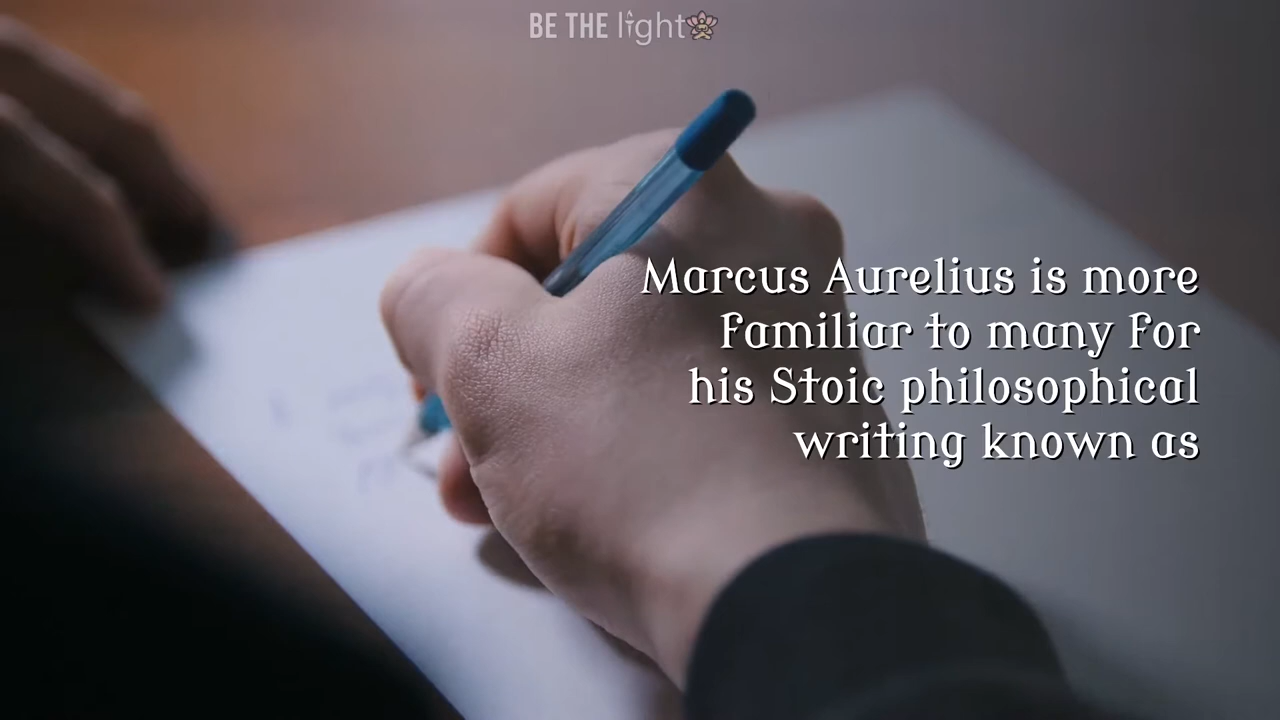 BE THE light
Marcus Aurelius is more
familiar to many for
his Stoic philosophical
writing known as